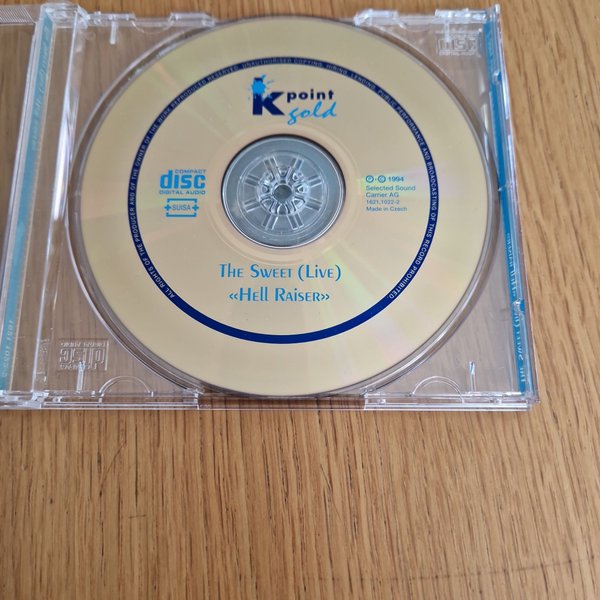 K point
gold
COMPACT
disc
DIGITAL AUDIO
+ SUISA +
℗ · © 1994
Selected Sound
Carrier AG
1621.1022-2
Made in Czech
The Sweet (Live)
«Hell Raiser»
ALL RIGHTS OF THE PRODUCER AND OF THE OWNER OF THE WORK REPRODUCED RESERVED. UNAUTHORISED COPYING, HIRING, LENDING, PUBLIC PERFORMANCE AND BROADCASTING OF THIS RECORD PROHIBITED